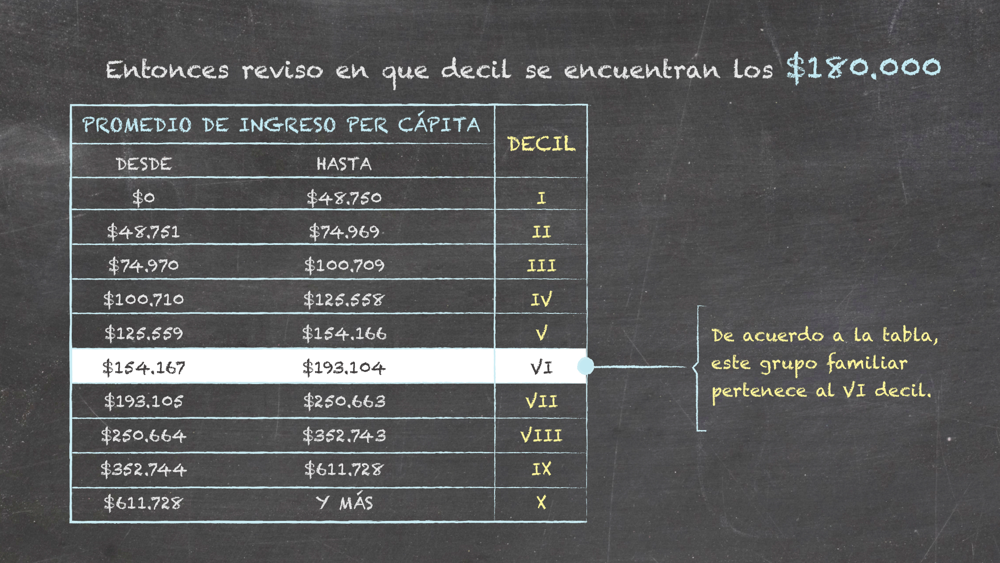 Entonces reviso en que decil se encuentran los $180.000
PROMEDIO DE INGRESO PER CÁPITA
DECIL
DESDE HASTA
$0 $48.750 I
$48.751 $74.969 II
$74.970 $100.709 III
$100.710 $125.558 IV
$125.559 $154.166 V
$154.167 $193.104 VI
$193.105 $250.663 VII
$250.664 $352.743 VIII
$352.744 $611.728 IX
$611.728 Y MÁS X
De acuerdo a la tabla,
este grupo familiar
pertenece al VI decil.